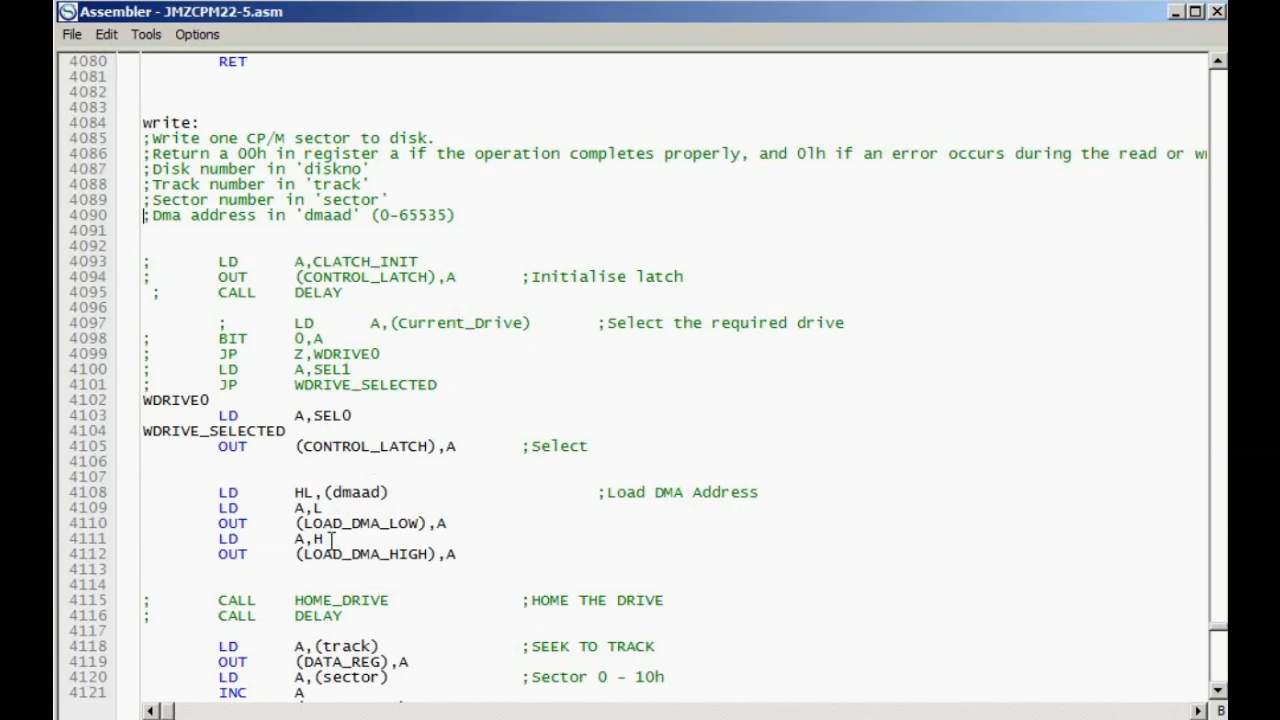 Assembler - JMZCPM22-5.asm
File Edit Tools Options
4080 RET
4081
4082
4083
4084 write:
4085 ;Write one CP/M sector to disk.
4086 ;Return a 00h in register a if the operation completes properly, and 01h if an error occurs during the read or
4087 ;Disk number in 'diskno'
4088 ;Track number in 'track'
4089 ;Sector number in 'sector'
4090 ;Dma address in 'dmaad' (0-65535)
4091
4092
4093 ; LD A,CLATCH_INIT
4094 ; OUT (CONTROL_LATCH),A ;Initialise latch
4095 ; CALL DELAY
4096
4097 ; LD A,(Current_Drive) ;Select the required drive
4098 ; BIT 0,A
4099 ; JP Z,WDRIVE0
4100 ; LD A,SEL1
4101 ; JP WDRIVE_SELECTED
4102 WDRIVE0
4103 LD A,SEL0
4104 WDRIVE_SELECTED
4105 OUT (CONTROL_LATCH),A ;Select
4106
4107
4108 LD HL,(dmaad) ;Load DMA Address
4109 LD A,L
4110 OUT (LOAD_DMA_LOW),A
4111 LD A,H
4112 OUT (LOAD_DMA_HIGH),A
4113
4114
4115 ; CALL HOME_DRIVE ;HOME THE DRIVE
4116 ; CALL DELAY
4117
4118 LD A,(track) ;SEEK TO TRACK
4119 OUT (DATA_REG),A
4120 LD A,(sector) ;Sector 0 - 10h
4121 INC A
B